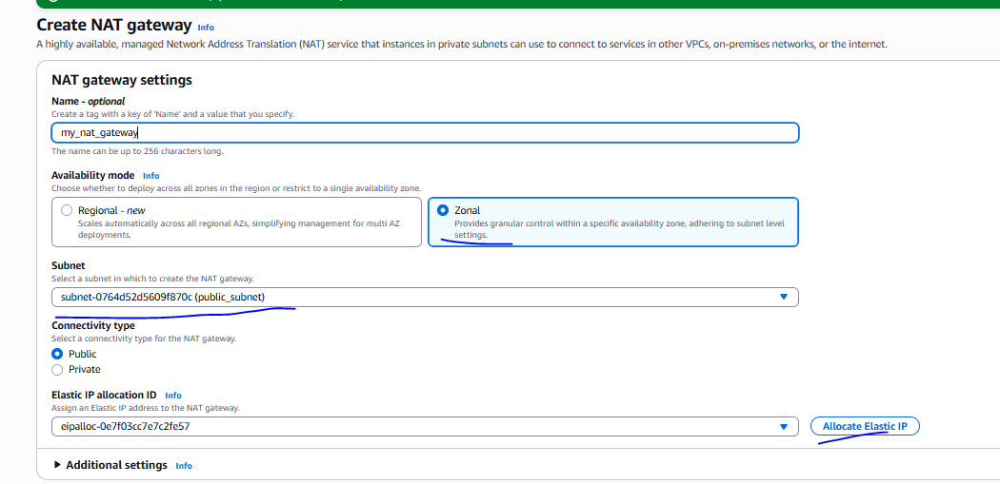 Create NAT gateway Info
A highly available, managed Network Address Translation (NAT) service that instances in private subnets can use to connect to services in other VPCs, on-premises networks, or the internet.
NAT gateway settings
Name - optional
Create a tag with a key of 'Name' and a value that you specify.
my_nat_gateway
The name can be up to 256 characters long.
Availability mode Info
Choose whether to deploy across all zones in the region or restrict to a single availability zone.
Regional - new
Scales automatically across all regional AZs, simplifying management for multi AZ
deployments.
Zonal
Provides granular control within a specific availability zone, adhering to subnet level
settings.
Subnet
Select a subnet in which to create the NAT gateway.
subnet-0764d52d5609f870c (public_subnet)
Connectivity type
Select a connectivity type for the NAT gateway.
Public
Private
Elastic IP allocation ID Info
Assign an Elastic IP address to the NAT gateway.
eipalloc-0e7f03cc7e7c2fe57
Allocate Elastic IP
Additional settings Info